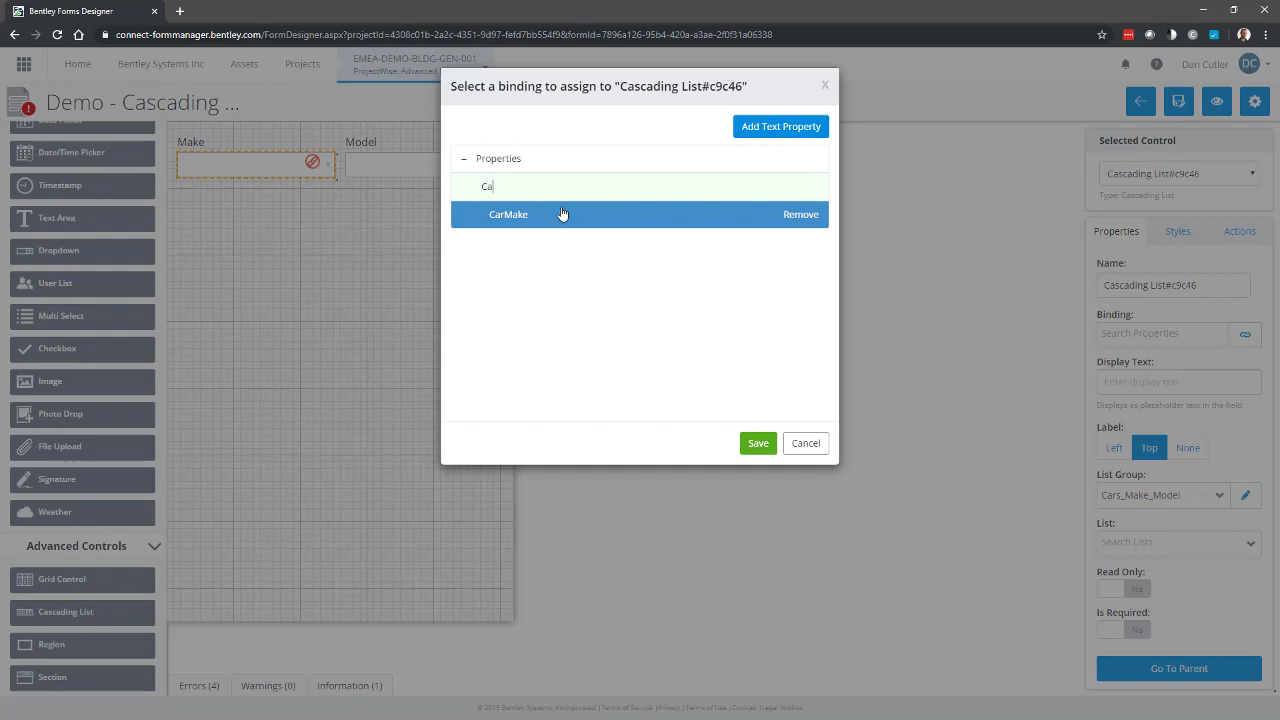 Bentley Forms Designer
connect-formmanager.bentley.com/FormDesigner.aspx?projectId=4308c01b-2a2c-4351-9d97-fefd7bb554f9&formId=7896a126-95b4-420a-a3ae-2f0f31a06338
Home
Bentley Systems Inc
Assets
Projects
EMEA-DEMO-BLDG-GEN-001
ProjectWise: Advanced
Dan Cutler
DC
Demo - Cascading ...
Date/Time Picker
Timestamp
Text Area
Dropdown
User List
Multi Select
Checkbox
Image
Photo Drop
File Upload
Signature
Weather
Advanced Controls
Grid Control
Cascading List
Region
Section
Make
Model
Select a binding to assign to "Cascading List#c9c46"
X
Add Text Property
– Properties
Ca
CarMake
Remove
Save
Cancel
Selected Control
Cascading List#c9c46
Type: Cascading List
Properties
Styles
Actions
Name:
Cascading List#c9c46
Binding:
Search Properties
Display Text:
Enter display text
Displays as placeholder text in the field.
Label:
Left
Top
None
List Group:
Cars_Make_Model
List:
Search Lists
Read Only:
No
Is Required:
No
Go To Parent
Errors (4)
Warnings (0)
Information (1)
© 2019 Bentley Systems, Incorporated | Terms of Service | Privacy | Terms of Use | Cookies | Legal Notices